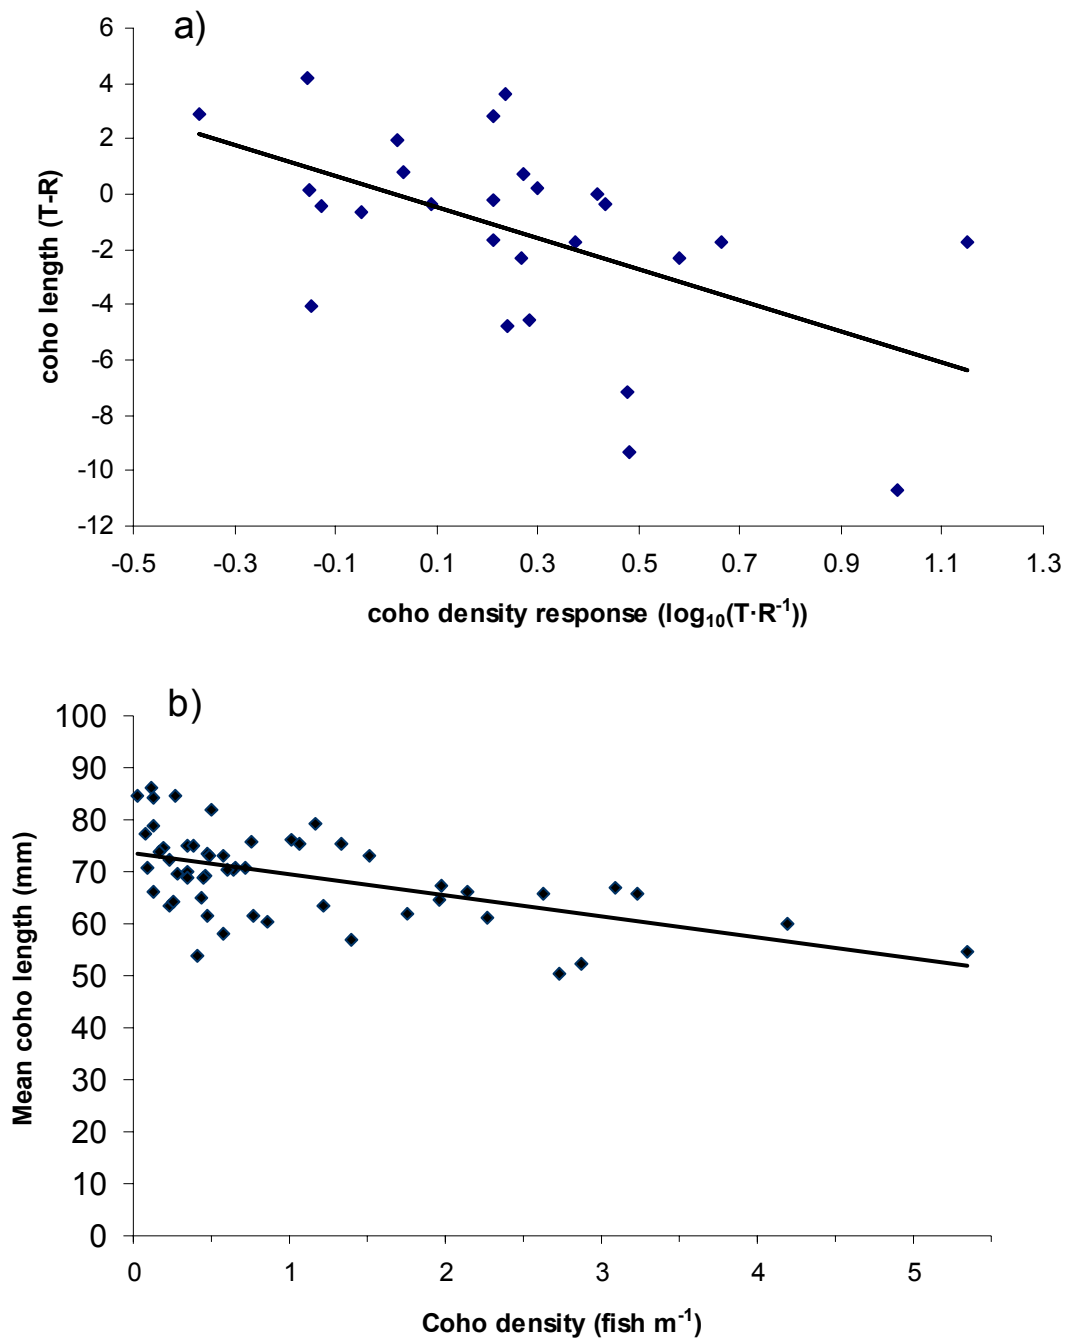 a)
6
4
2
0
-2
-4
-6
-8
-10
-12
coho length (T-R)
-0.5 -0.3 -0.1 0.1 0.3 0.5 0.7 0.9 1.1 1.3
coho density response (log₁₀(T·R⁻¹))
b)
100
90
80
70
60
50
40
30
20
10
0
Mean coho length (mm)
0 1 2 3 4 5
Coho density (fish m⁻¹)